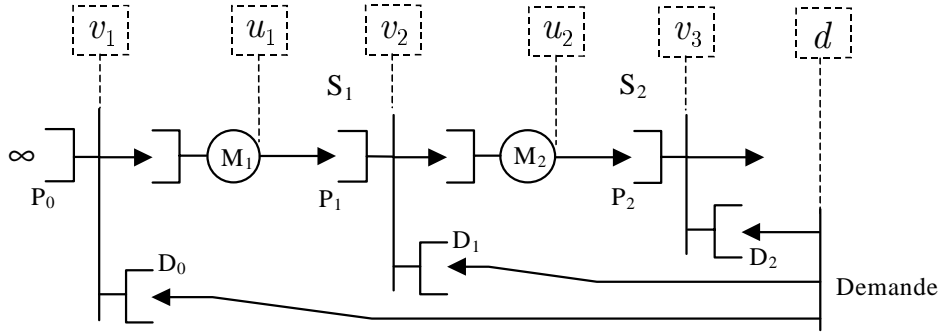 v₁ u₁ v₂ u₂ v₃ d
S₁ S₂
∞ M₁ M₂
P₀ P₁ P₂
D₀ D₁ D₂
Demande